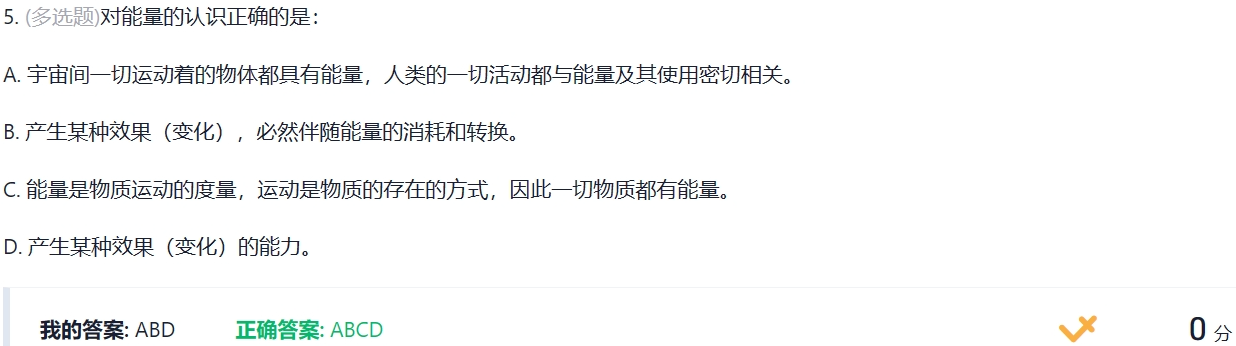 5. (多选题)对能量的认识正确的是：
A. 宇宙间一切运动着的物体都具有能量，人类的一切活动都与能量及其使用密切相关。
B. 产生某种效果（变化），必然伴随能量的消耗和转换。
C. 能量是物质运动的度量，运动是物质的存在的方式，因此一切物质都有能量。
D. 产生某种效果（变化）的能力。
我的答案: ABD 正确答案: ABCD 0 分